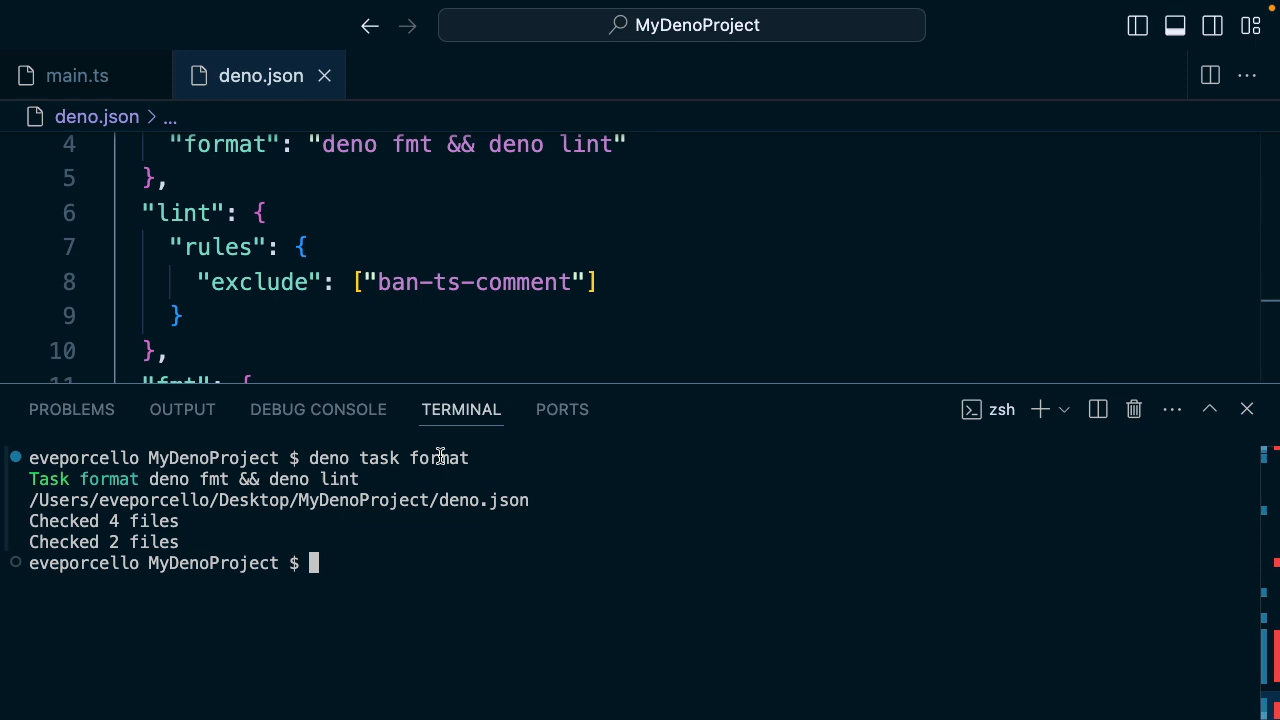 MyDenoProject
main.ts
deno.json
deno.json > ...
4 "format": "deno fmt && deno lint"
5 },
6 "lint": {
7 "rules": {
8 "exclude": ["ban-ts-comment"]
9 }
10 },
11 "fmt": {
PROBLEMS OUTPUT DEBUG CONSOLE TERMINAL PORTS
zsh
eveporcello MyDenoProject $ deno task format
Task format deno fmt && deno lint
/Users/eveporcello/Desktop/MyDenoProject/deno.json
Checked 4 files
Checked 2 files
eveporcello MyDenoProject $